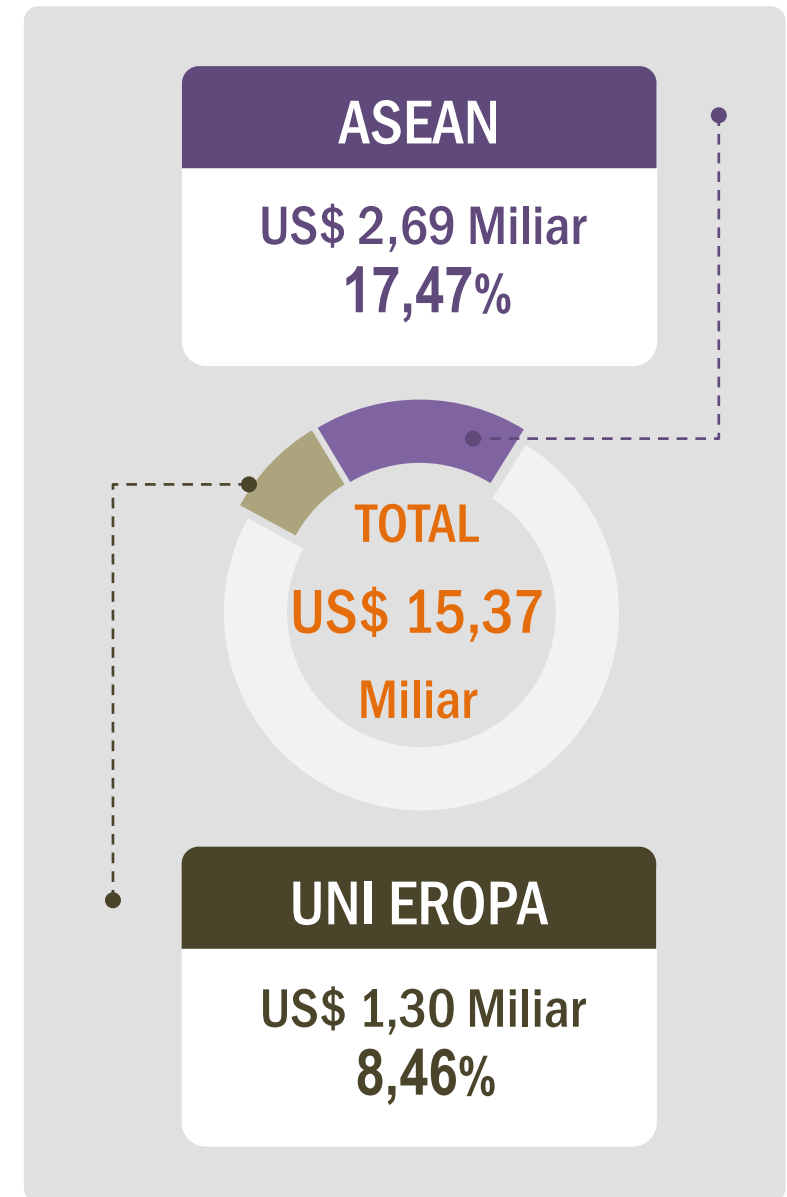 ASEAN
US$ 2,69 Miliar
17,47%
TOTAL
US$ 15,37
Miliar
UNI EROPA
US$ 1,30 Miliar
8,46%